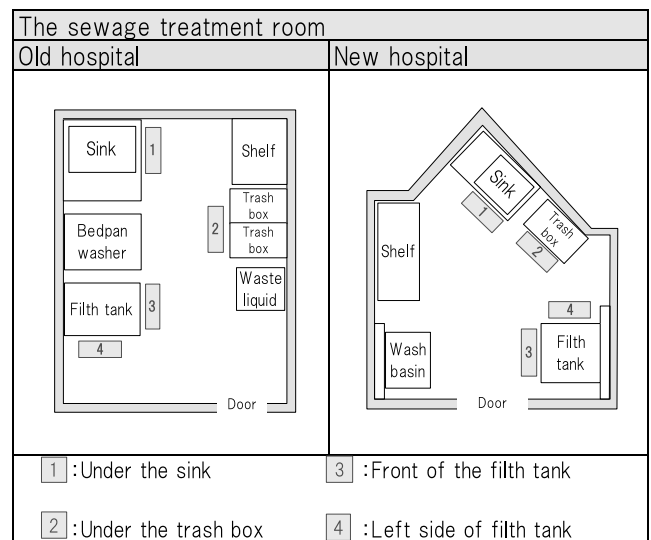 The sewage treatment room
Old hospital
New hospital
Sink
1
Shelf
Trash
box
2
Trash
box
Bedpan
washer
Waste
liquid
Filth tank
3
4
Door
Sink
1
Trash
box
2
Shelf
4
3
Filth
tank
Wash
basin
Door
1 :Under the sink
3 :Front of the filth tank
2 :Under the trash box
4 :Left side of filth tank